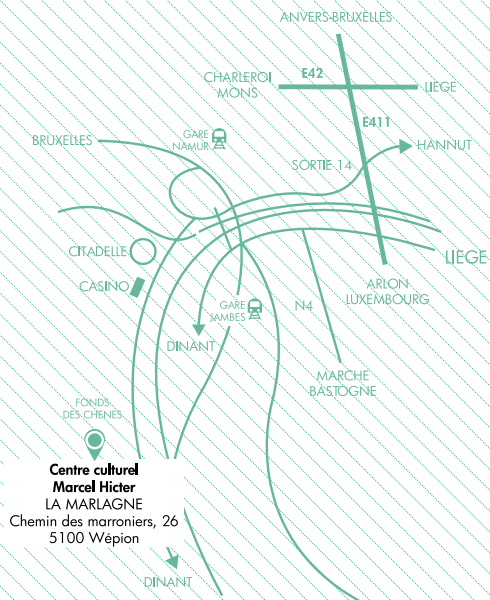 ANVERS-BRUXELLES
E42
CHARLEROI
MONS
LIEGE
E411
BRUXELLES
GARE
NAMUR
HANNUT
SORTIE 14
CITADELLE
LIEGE
CASINO
ARLON
LUXEMBOURG
GARE
JAMBES
N4
DINANT
MARCHE
BASTOGNE
FONDS
DES CHENES
Centre culturel
Marcel Hicter
LA MARLAGNE
Chemin des marroniers, 26
5100 Wépion
DINANT